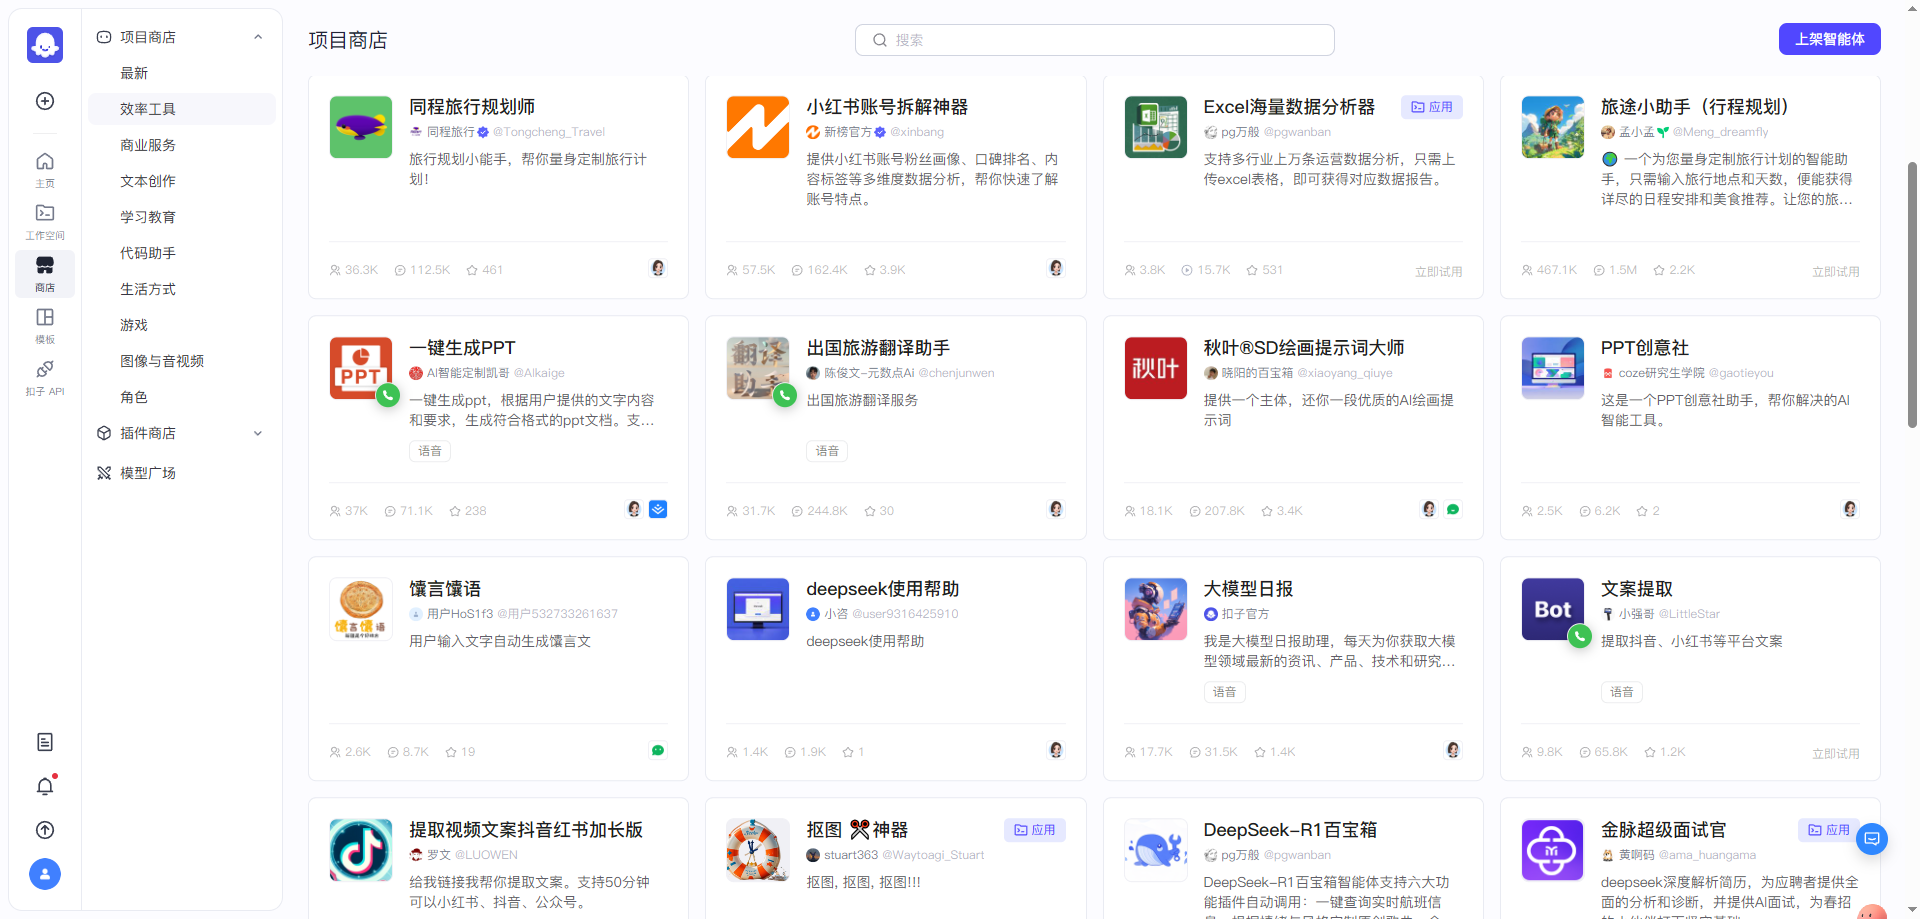 项目商店
最新
效率工具
商业服务
文本创作
学习教育
代码助手
生活方式
游戏
图像与音视频
角色
插件商店
模型广场
主页
工作空间
商店
模板
扣子 API
项目商店
搜索
上架智能体
同程旅行规划师
同程旅行 @Tongcheng_Travel
旅行规划小能手，帮你量身定制旅行计
划！
36.3K 112.5K 461
小红书账号拆解神器
新榜官方 @xinbang
提供小红书账号粉丝画像、口碑排名、内
容标签等多维度数据分析，帮你快速了解
账号特点。
57.5K 162.4K 3.9K
Excel海量数据分析器
应用
pg万般 @pgwanban
支持多行业上万条运营数据分析，只需上
传excel表格，即可获得对应数据报告。
3.8K 15.7K 531
立即试用
旅途小助手（行程规划）
孟小孟🌱 @Meng_dreamfly
🌍 一个为您量身定制旅行计划的智能助
手，只需输入旅行地点和天数，便能获得
详尽的日程安排和美食推荐。让您的旅...
467.1K 1.5M 2.2K
立即试用
PPT
一键生成PPT
AI智能定制凯哥 @AIkaige
一键生成ppt，根据用户提供的文字内容
和要求，生成符合格式的ppt文档。支...
语音
37K 71.1K 238
翻译
助手
出国旅游翻译助手
陈俊文-元数点Ai @chenjunwen
出国旅游翻译服务
语音
31.7K 244.8K 30
秋叶
秋叶®SD绘画提示词大师
晓阳的百宝箱 @xiaoyang_qiuye
提供一个主体，还你一段优质的AI绘画提
示词
18.1K 207.8K 3.4K
PPT创意社
coze研究生学院 @gaotieyou
这是一个PPT创意社助手，帮你解决的AI
智能工具。
2.5K 6.2K 2
馕言馕语
馕言馕语
用户HoS1f3 @用户532733261637
用户输入文字自动生成馕言文
2.6K 8.7K 19
deepseek使用帮助
小咨 @user9316425910
deepseek使用帮助
1.4K 1.9K 1
大模型日报
扣子官方
我是大模型日报助理，每天为你获取大模
型领域最新的资讯、产品、技术和研究...
语音
17.7K 31.5K 1.4K
Bot
文案提取
小强哥 @LittleStar
提取抖音、小红书等平台文案
语音
9.8K 65.8K 1.2K
立即试用
提取视频文案抖音红书加长版
罗文 @LUOWEN
给我链接我帮你提取文案。支持50分钟
可以小红书、抖音、公众号。
抠图 神器
应用
stuart363 @Waytoagi_Stuart
抠图, 抠图, 抠图!!!
DeepSeek-R1百宝箱
pg万般 @pgwanban
DeepSeek-R1百宝箱智能体支持六大功
能插件自动调用：一键查询实时航班信
金脉超级面试官
应用
黄啊码 @ama_huangama
deepseek深度解析简历，为应聘者提供全
面的分析和诊断，并提供AI面试，为春招